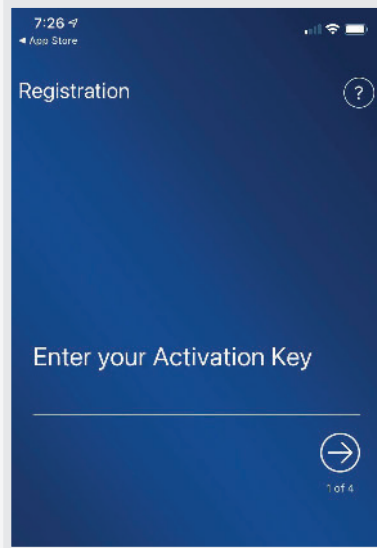 7:26
◀ App Store
Registration
?
Enter your Activation Key
1 of 4